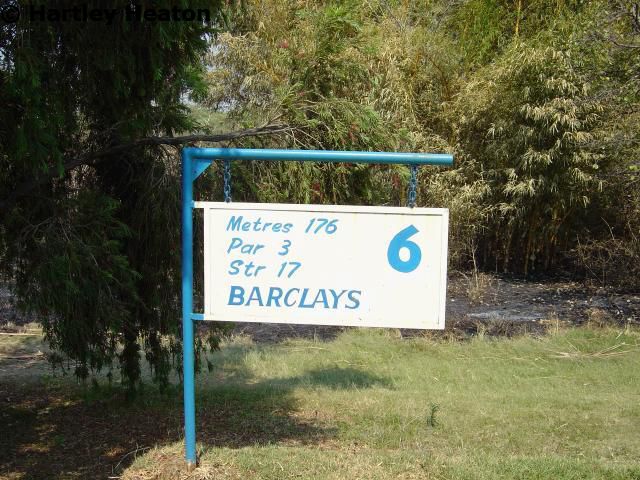 © Hartley Heaton
Metres 176
Par 3
Str 17
6
BARCLAYS